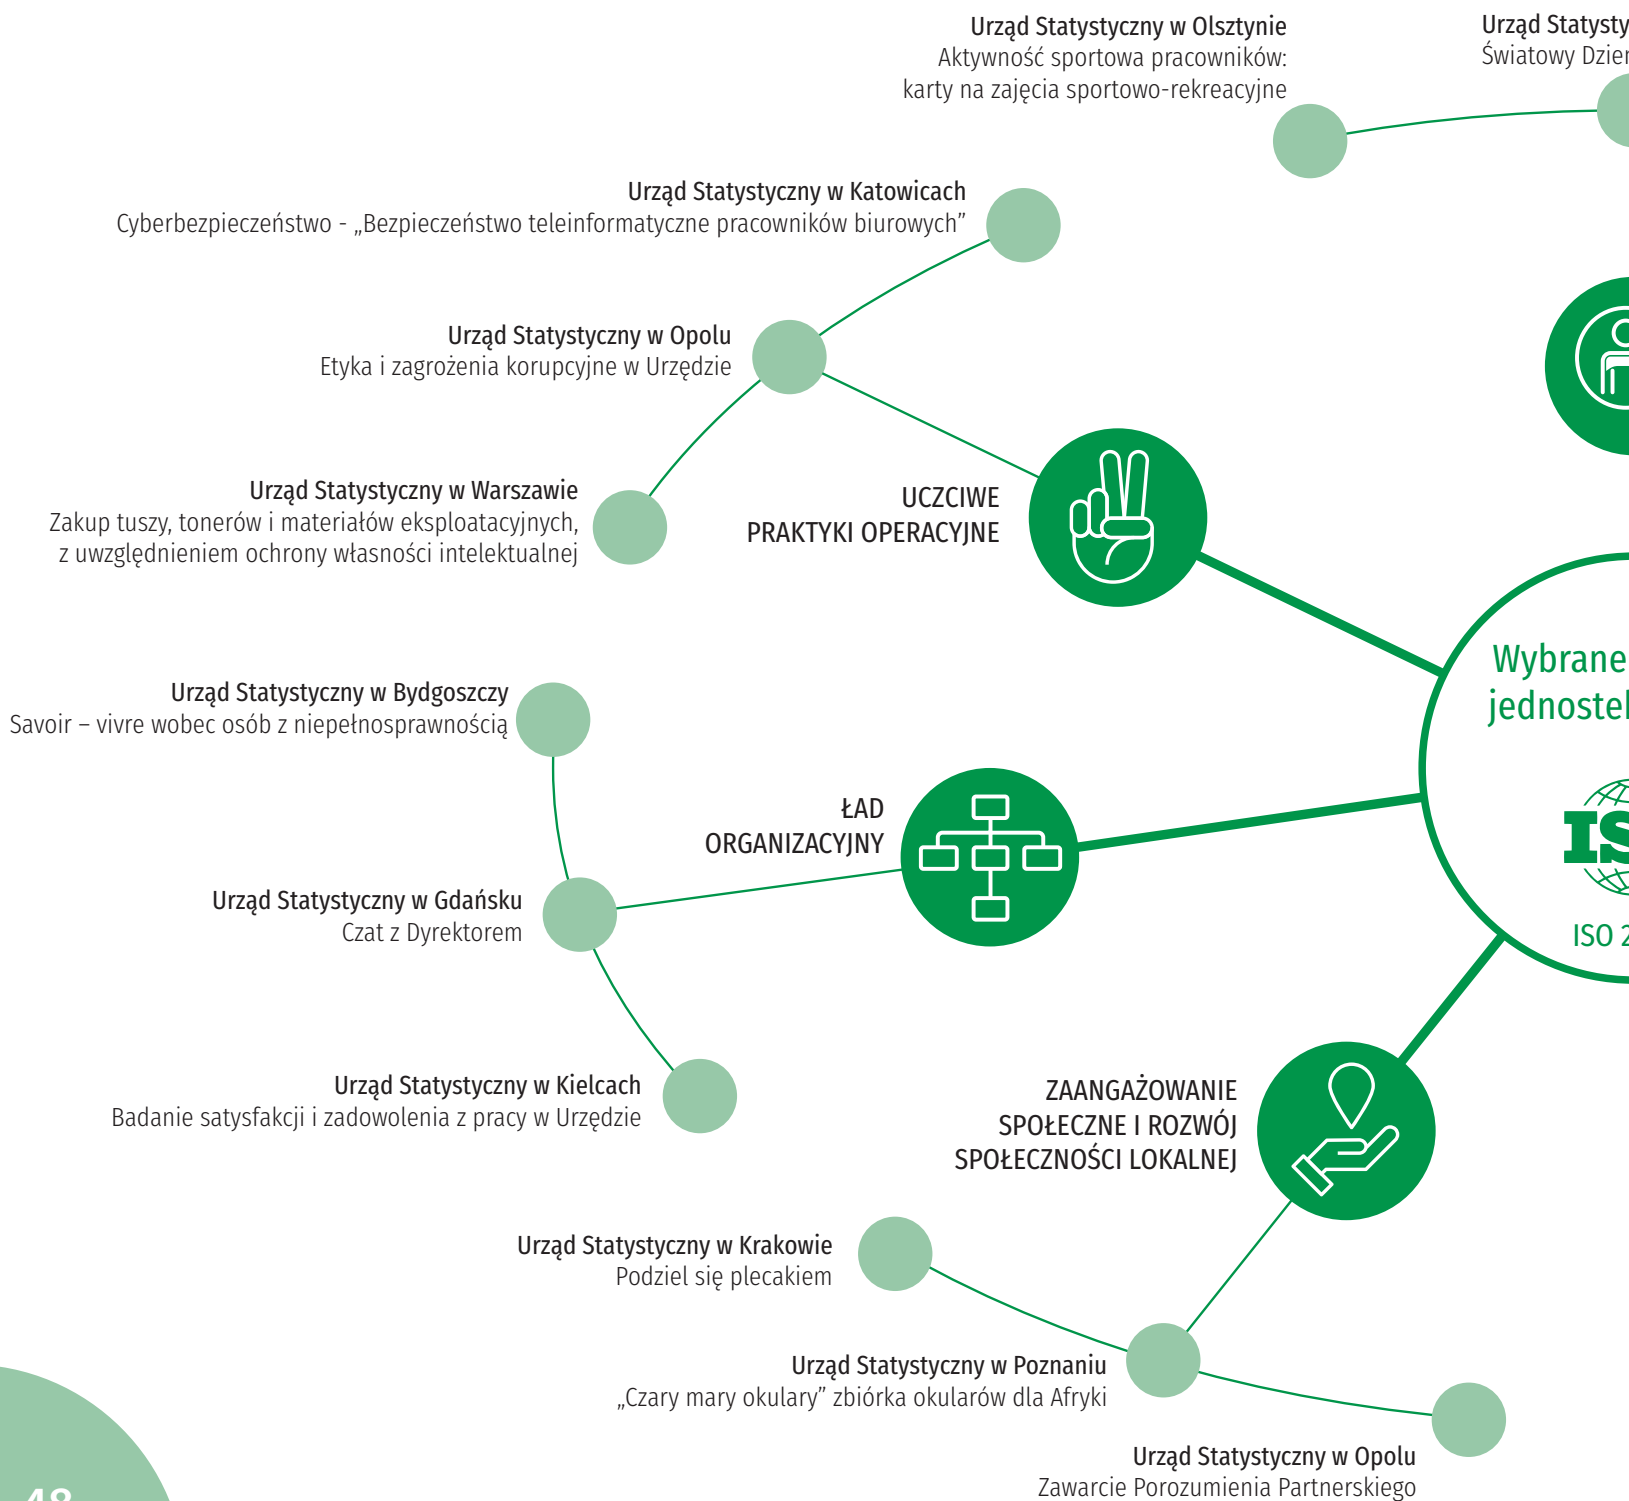 Urząd Statystyczny w Olsztynie
Aktywność sportowa pracowników:
karty na zajęcia sportowo-rekreacyjne
Urząd
Światowy
Urząd Statystyczny w Katowicach
Cyberbezpieczeństwo - „Bezpieczeństwo teleinformatyczne pracowników biurowych”
Urząd Statystyczny w Opolu
Etyka i zagrożenia korupcyjne w Urzędzie
Urząd Statystyczny w Warszawie
Zakup tuszy, tonerów i materiałów eksploatacyjnych,
z uwzględnieniem ochrony własności intelektualnej
UCZCIWE
PRAKTYKI OPERACYJNE
Wybrane
Urząd Statystyczny w Bydgoszczy
Savoir – vivre wobec osób z niepełnosprawnością
ŁAD
ORGANIZACYJNY
Urząd Statystyczny w Gdańsku
Czat z Dyrektorem
ISO
Urząd Statystyczny w Kielcach
Badanie satysfakcji i zadowolenia z pracy w Urzędzie
ZAANGAŻOWANIE
SPOŁECZNE I ROZWÓJ
SPOŁECZNOŚCI LOKALNEJ
Urząd Statystyczny w Krakowie
Podziel się plecakiem
Urząd Statystyczny w Poznaniu
„Czary mary okulary” zbiórka okularów dla Afryki
Urząd Statystyczny w Opolu
Zawarcie Porozumienia Partnerskiego